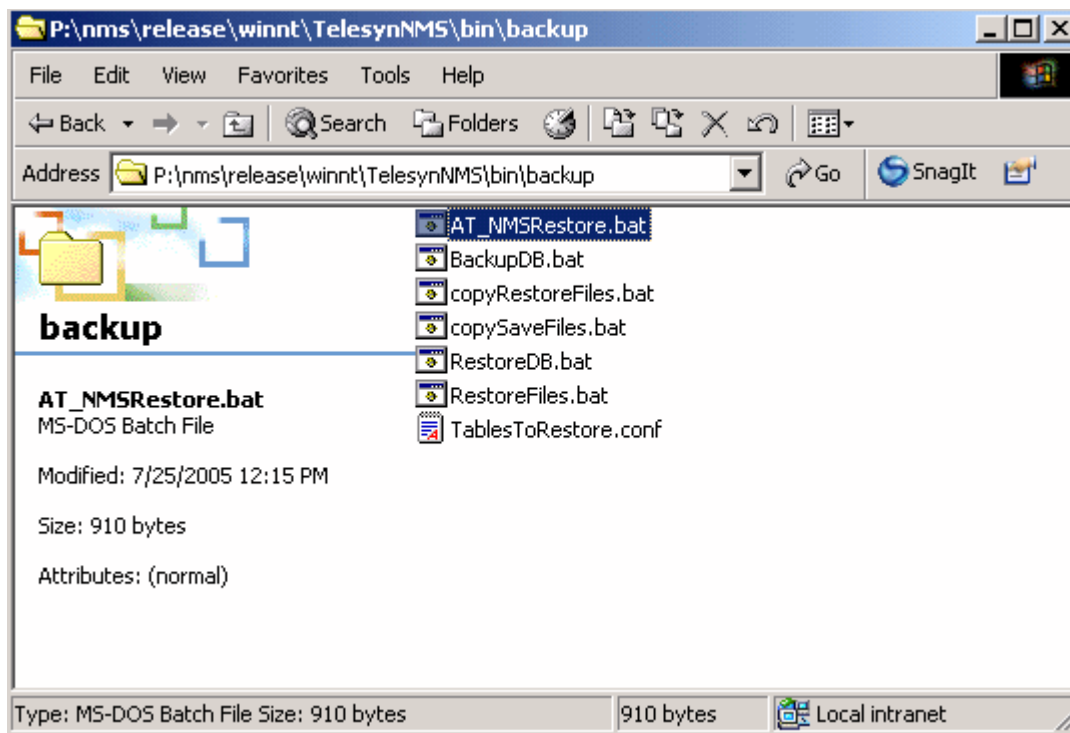 P:\nms\release\winnt\TelesynNMS\bin\backup
File Edit View Favorites Tools Help
Back Search Folders
Address P:\nms\release\winnt\TelesynNMS\bin\backup Go SnagIt
backup
AT_NMSRestore.bat
MS-DOS Batch File
Modified: 7/25/2005 12:15 PM
Size: 910 bytes
Attributes: (normal)
AT_NMSRestore.bat
BackupDB.bat
copyRestoreFiles.bat
copySaveFiles.bat
RestoreDB.bat
RestoreFiles.bat
TablesToRestore.conf
Type: MS-DOS Batch File Size: 910 bytes 910 bytes Local intranet